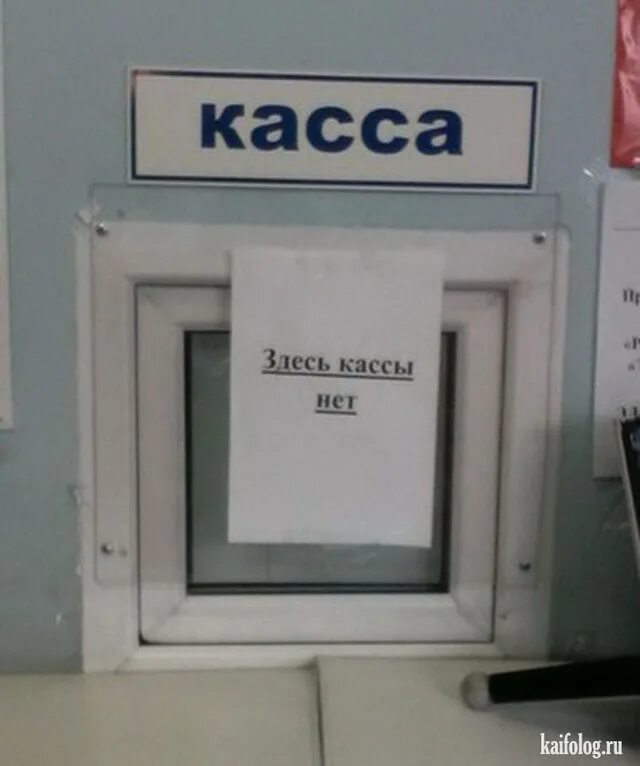 касса
Здесь кассы
нет
kaifolog.ru